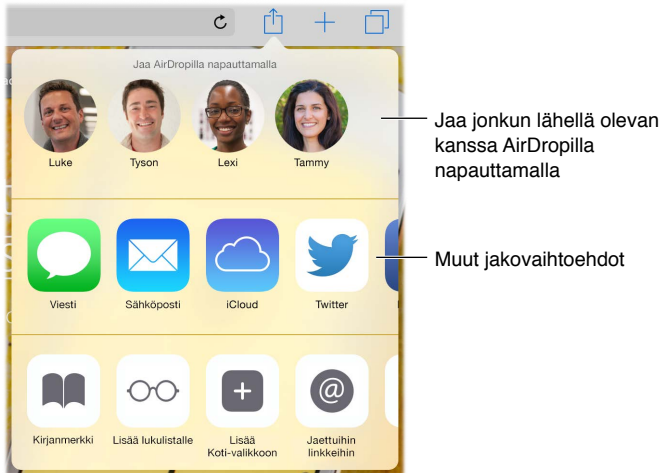 Jaa AirDropilla napauttamalla
Luke
Tyson
Lexi
Tammy
Jaa jonkun lähellä olevan
kanssa AirDropilla
napauttamalla
Viesti
Sähköposti
iCloud
Twitter
Muut jakovaihtoehdot
Kirjanmerkki
Lisää lukulistalle
Lisää
Koti-valikkoon
Jaettuihin
linkkeihin